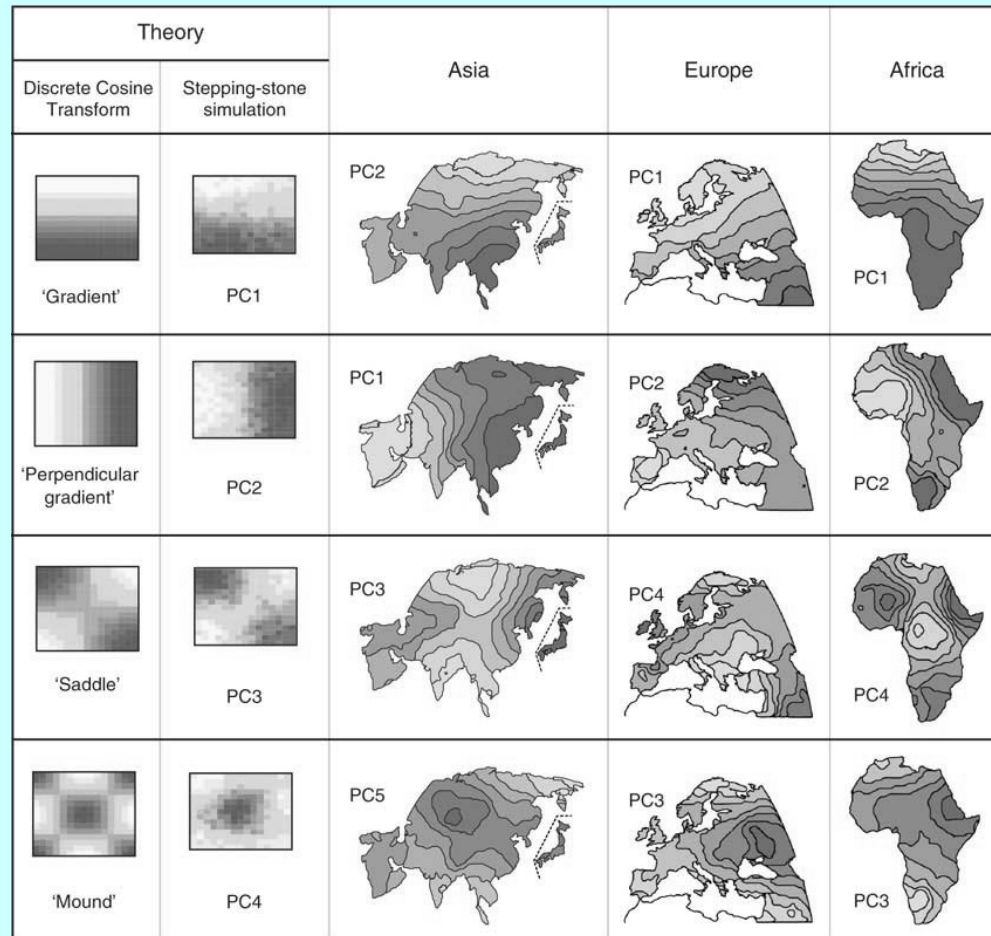 Theory
Asia
Europe
Africa
Discrete Cosine
Transform
Stepping-stone
simulation
'Gradient'
PC1
PC2
PC1
PC1
'Perpendicular
gradient'
PC2
PC1
PC2
PC2
'Saddle'
PC3
PC3
PC4
PC4
'Mound'
PC4
PC5
PC3
PC3